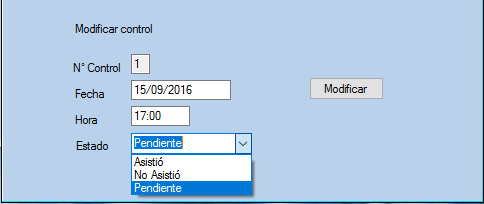 Modificar control
N° Control 1
Fecha 15/09/2016 Modificar
Hora 17:00
Estado Pendiente
Asistió
No Asistió
Pendiente